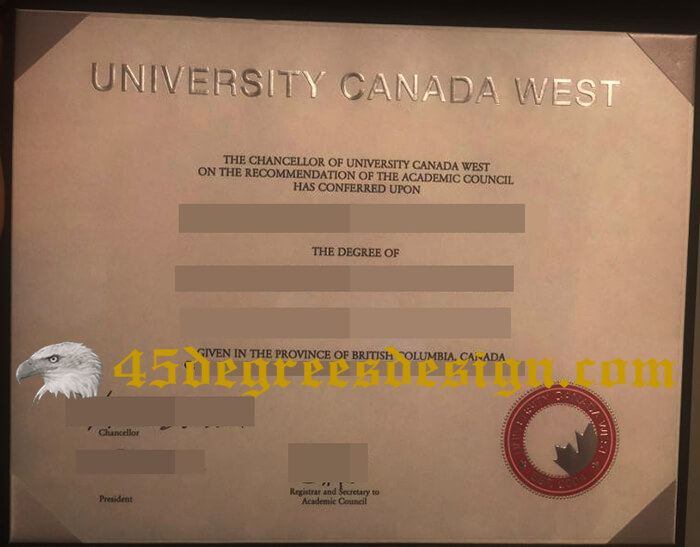 UNIVERSITY CANADA WEST
THE CHANCELLOR OF UNIVERSITY CANADA WEST
ON THE RECOMMENDATION OF THE ACADEMIC COUNCIL
HAS CONFERRED UPON
THE DEGREE OF
GIVEN IN THE PROVINCE OF BRITISH COLUMBIA, CANADA
45degreesdesign.com
Chancellor
President
Registrar and Secretary to
Academic Council
CANADA WEST